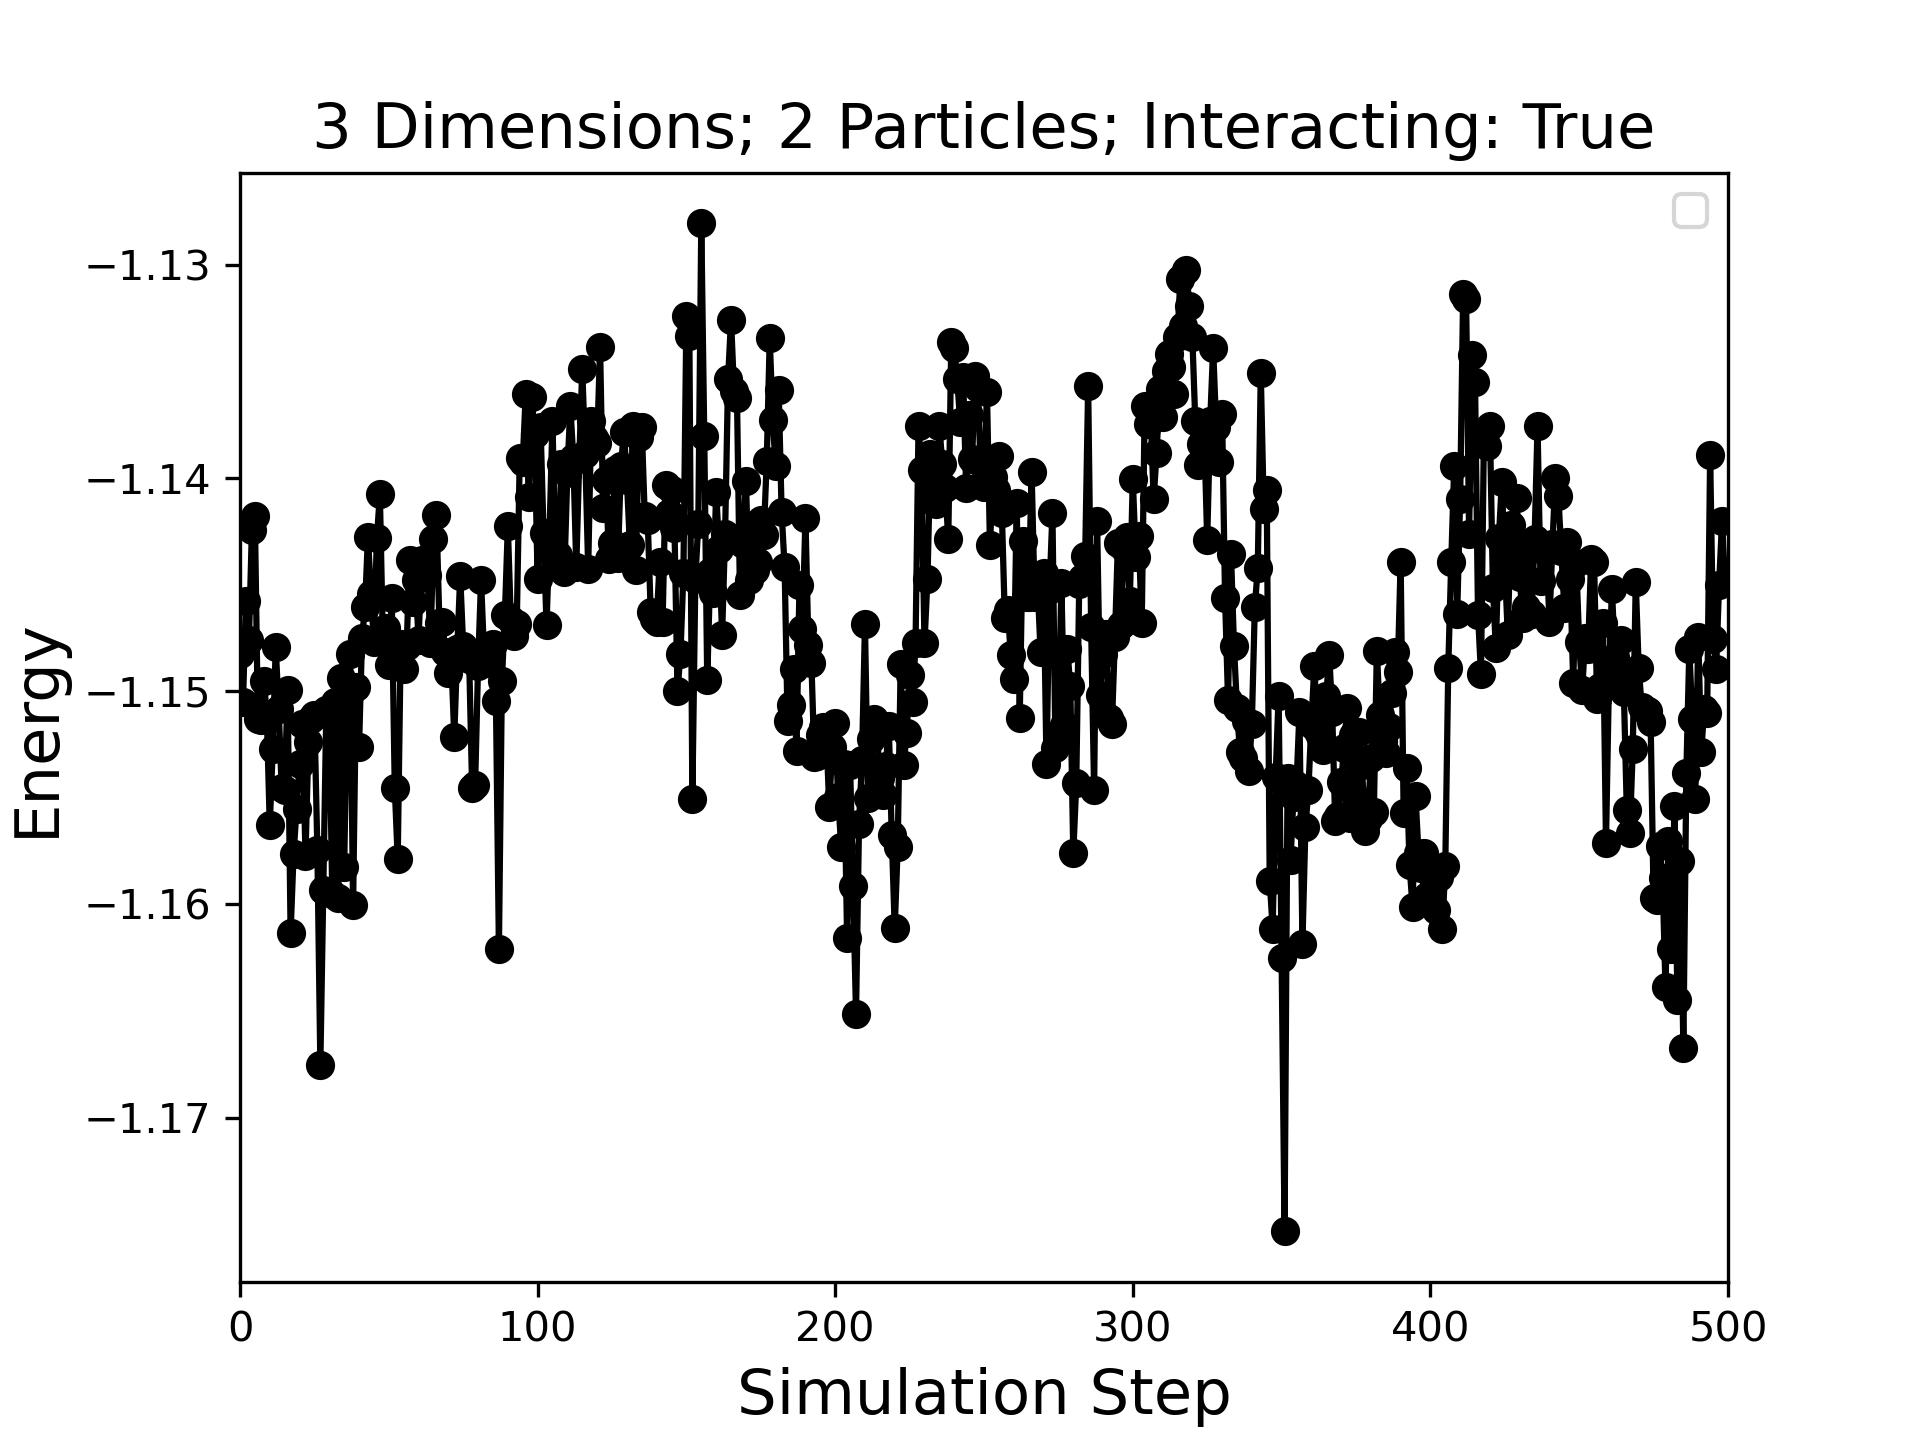 3 Dimensions; 2 Particles; Interacting: True
Energy
−1.13
−1.14
−1.15
−1.16
−1.17
0 100 200 300 400 500
Simulation Step